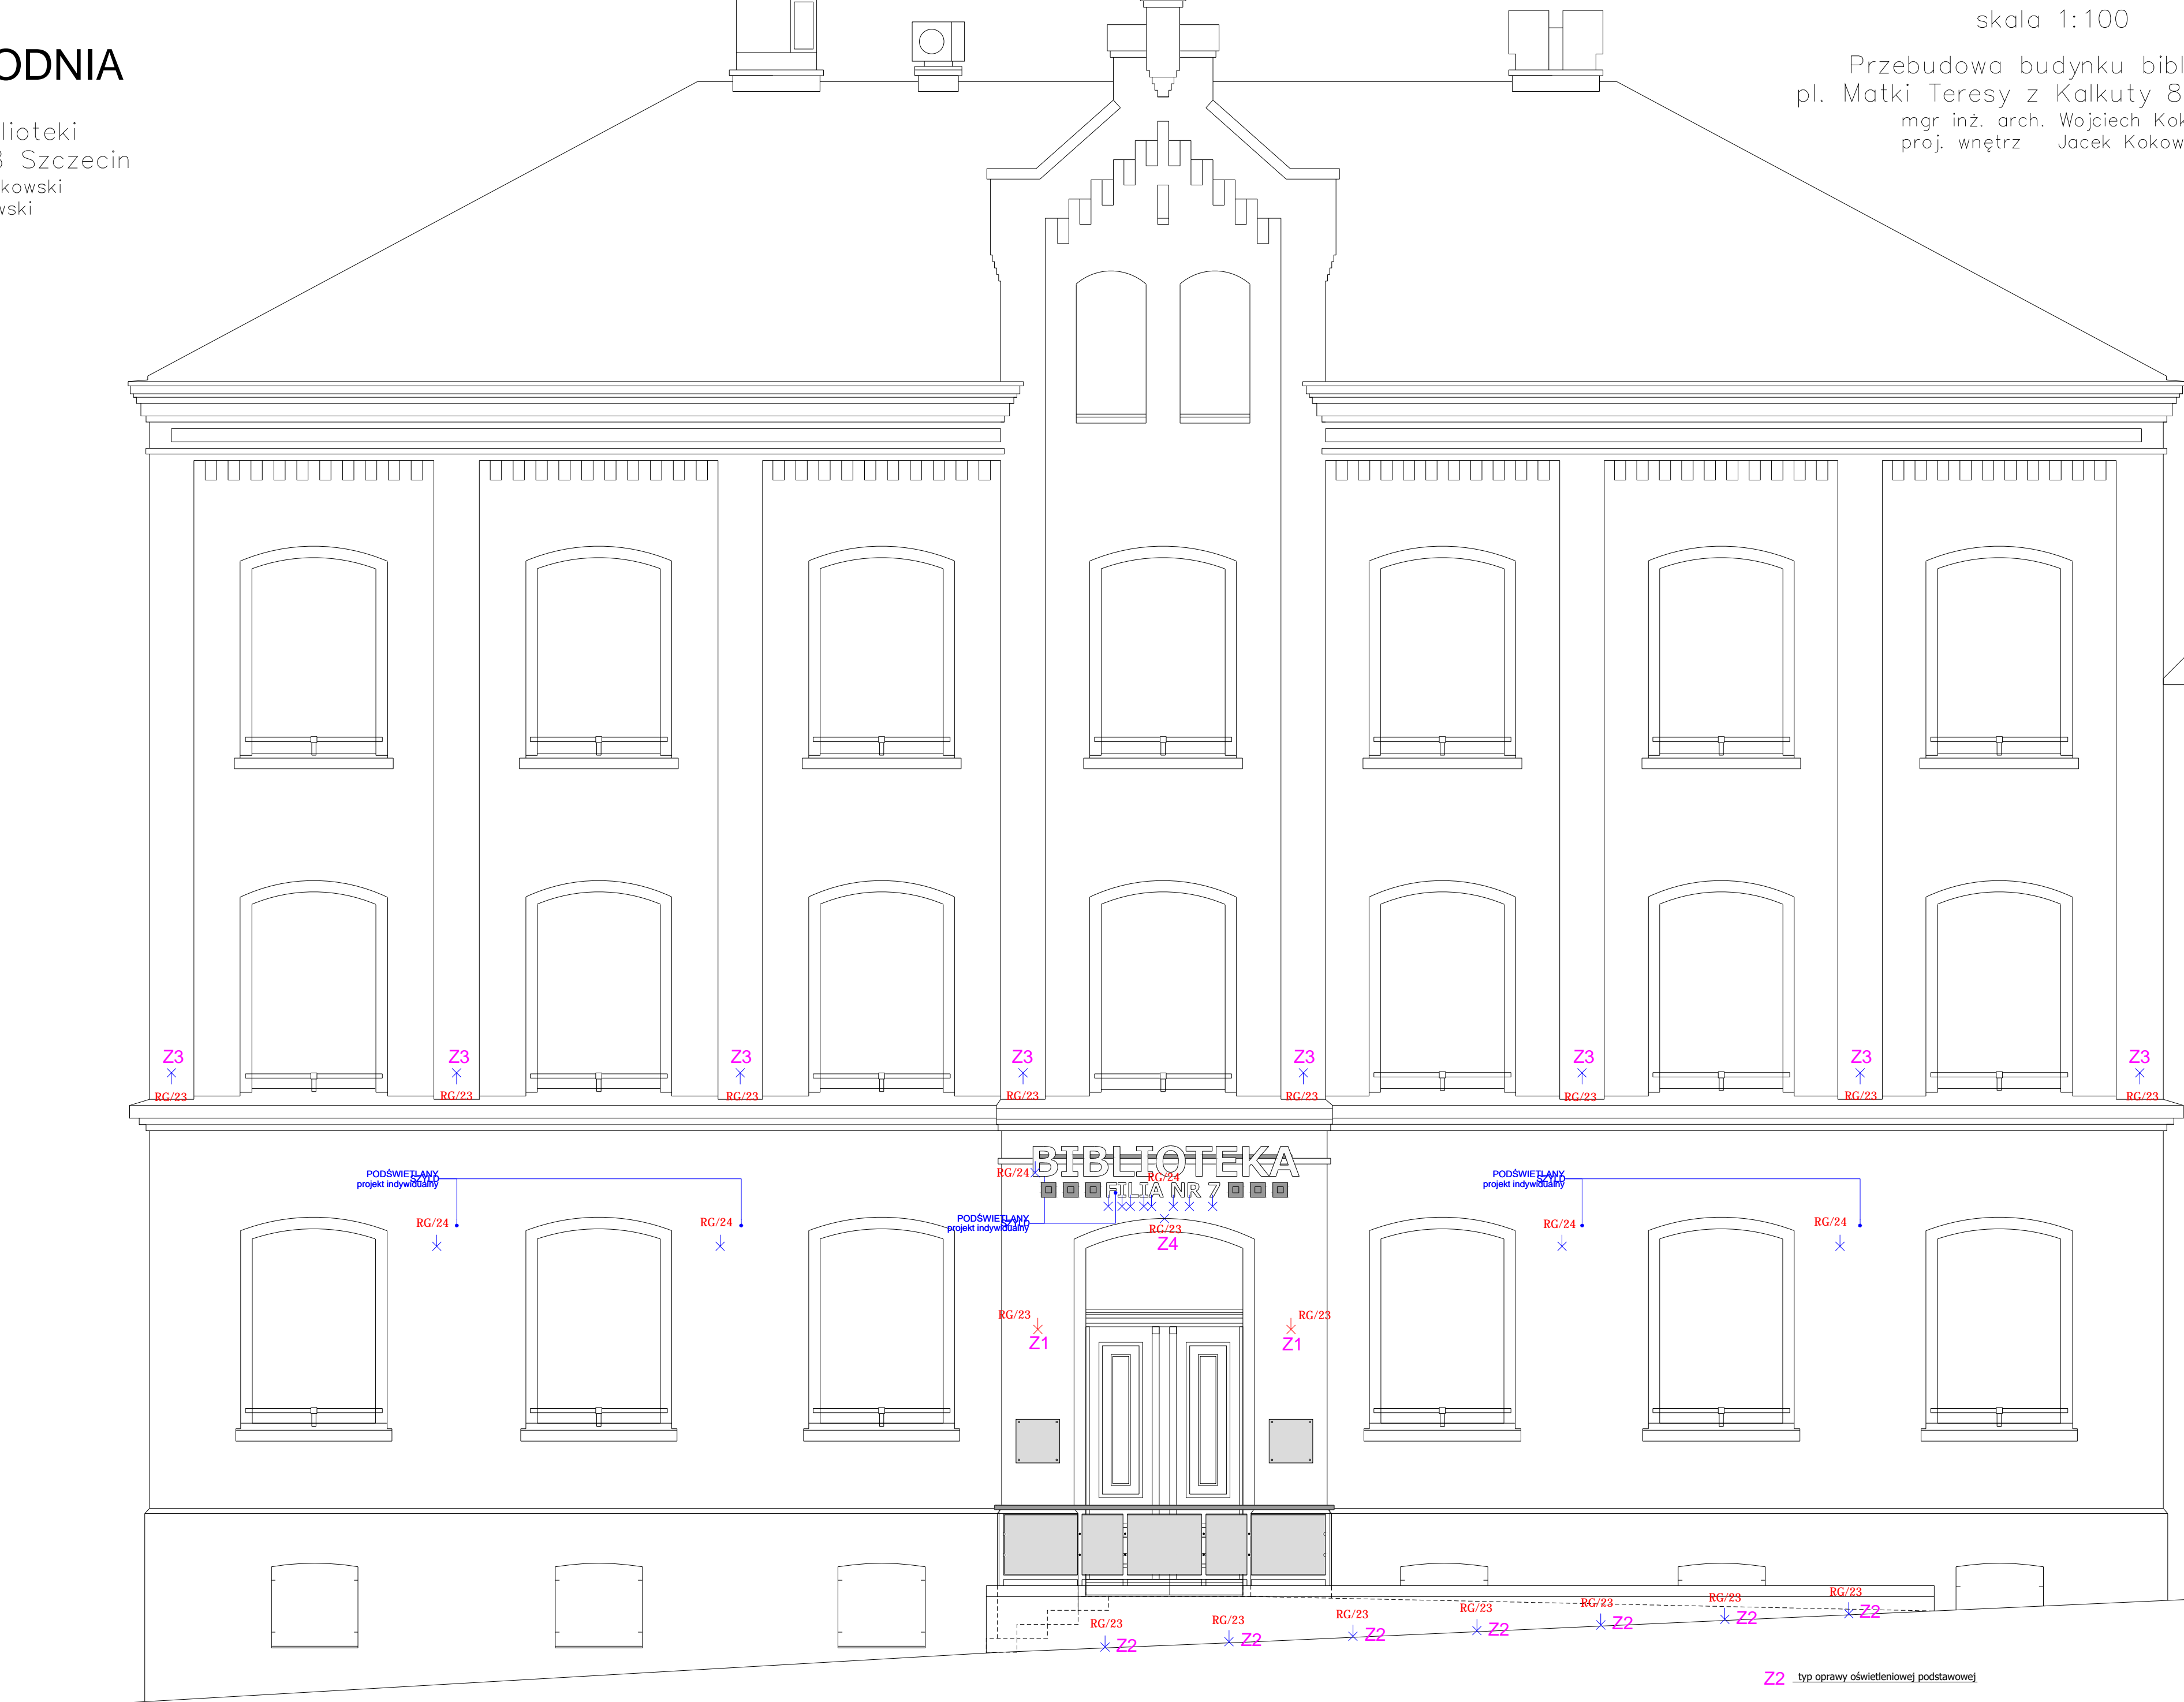 ODNIA
lioteki
Szczecin
kowski
wski
skala 1:100
Przebudowa budynku bibl
pl. Matki Teresy z Kalkuty 8
mgr inż. arch. Wojciech Kok
proj. wnętrz Jacek Kokow
Z3 Z3 Z3 Z3 Z3 Z3 Z3 Z3
RG/23 RG/23 RG/23 RG/23 RG/23 RG/23 RG/23 RG/23
BIBLIOTEKA
RG/24
RG/24
FILIA NR 7
PODŚWIETLANY
SZYLD
projekt indywidualny
PODŚWIETLANY
SZYLD
projekt indywidualny
PODŚWIETLANY
SZYLD
projekt indywidualny
RG/24 RG/24 RG/24 RG/24
RG/23
Z4
RG/23 RG/23
Z1 Z1
RG/23 RG/23 RG/23 RG/23 RG/23 RG/23 RG/23
Z2 Z2 Z2 Z2 Z2 Z2 Z2
Z2 typ oprawy oświetleniowej podstawowej